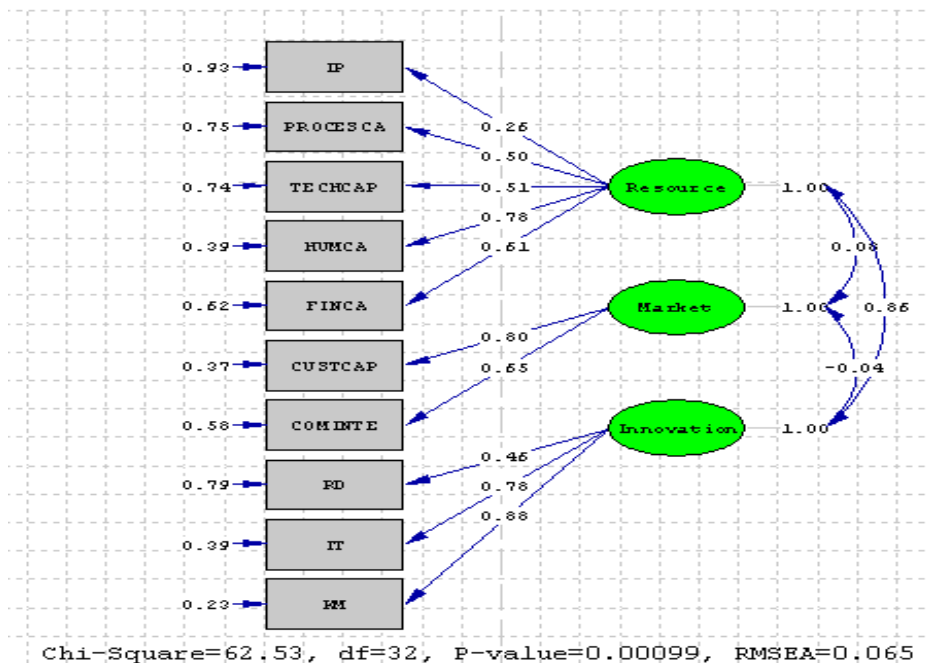 0.93 IP
0.26
0.75 PROCESCA
0.50
0.74 TECHCAP 0.51 Resource 1.00
0.78
0.39 HUMCA 0.08
0.61
0.62 FINCA Market 1.00 0.86
0.80
0.37 CUSTCAP 0.65 -0.04
0.58 COMINTE Innovation 1.00
0.46
0.79 RD 0.78
0.88
0.39 IT
0.23 KM
Chi-Square=62.53, df=32, P-value=0.00099, RMSEA=0.065